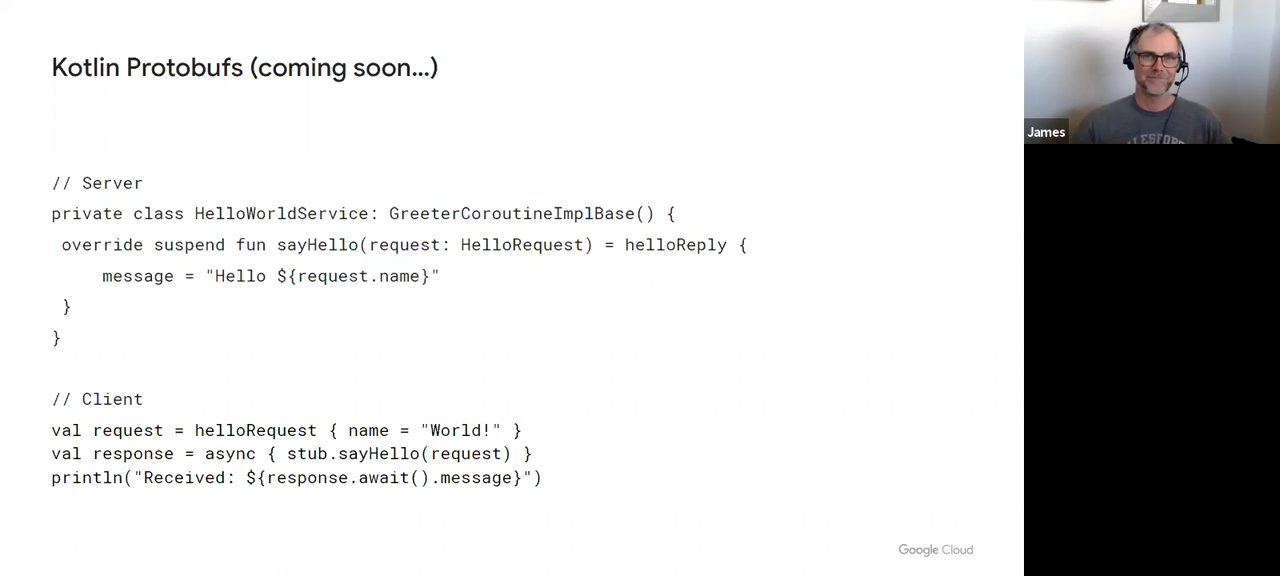 Kotlin Protobufs (coming soon...)
// Server
private class HelloWorldService: GreeterCoroutineImplBase() {
override suspend fun sayHello(request: HelloRequest) = helloReply {
message = "Hello ${request.name}"
}
}
// Client
val request = helloRequest { name = "World!" }
val response = async { stub.sayHello(request) }
println("Received: ${response.await().message}")
Google Cloud
James